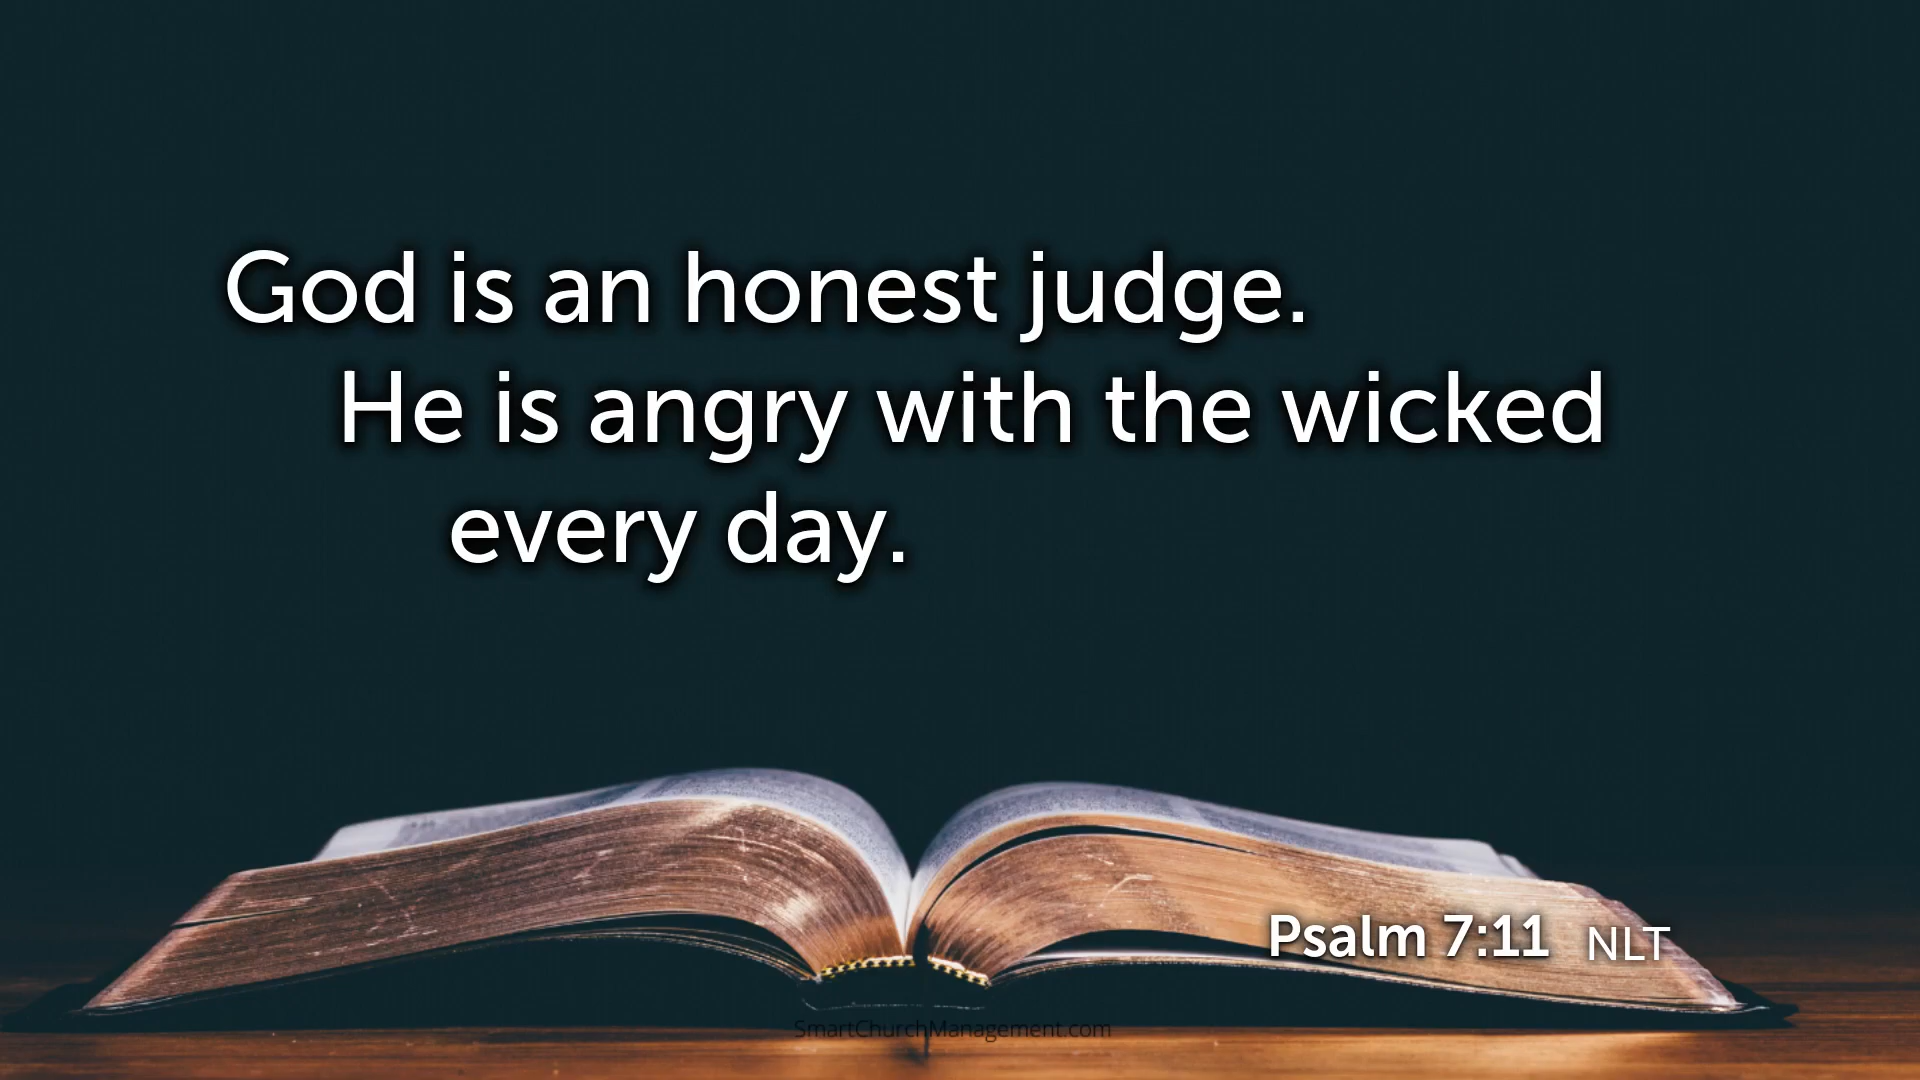 God is an honest judge.
He is angry with the wicked
every day.
Psalm 7:11 NLT
SmartChurchManagement.com